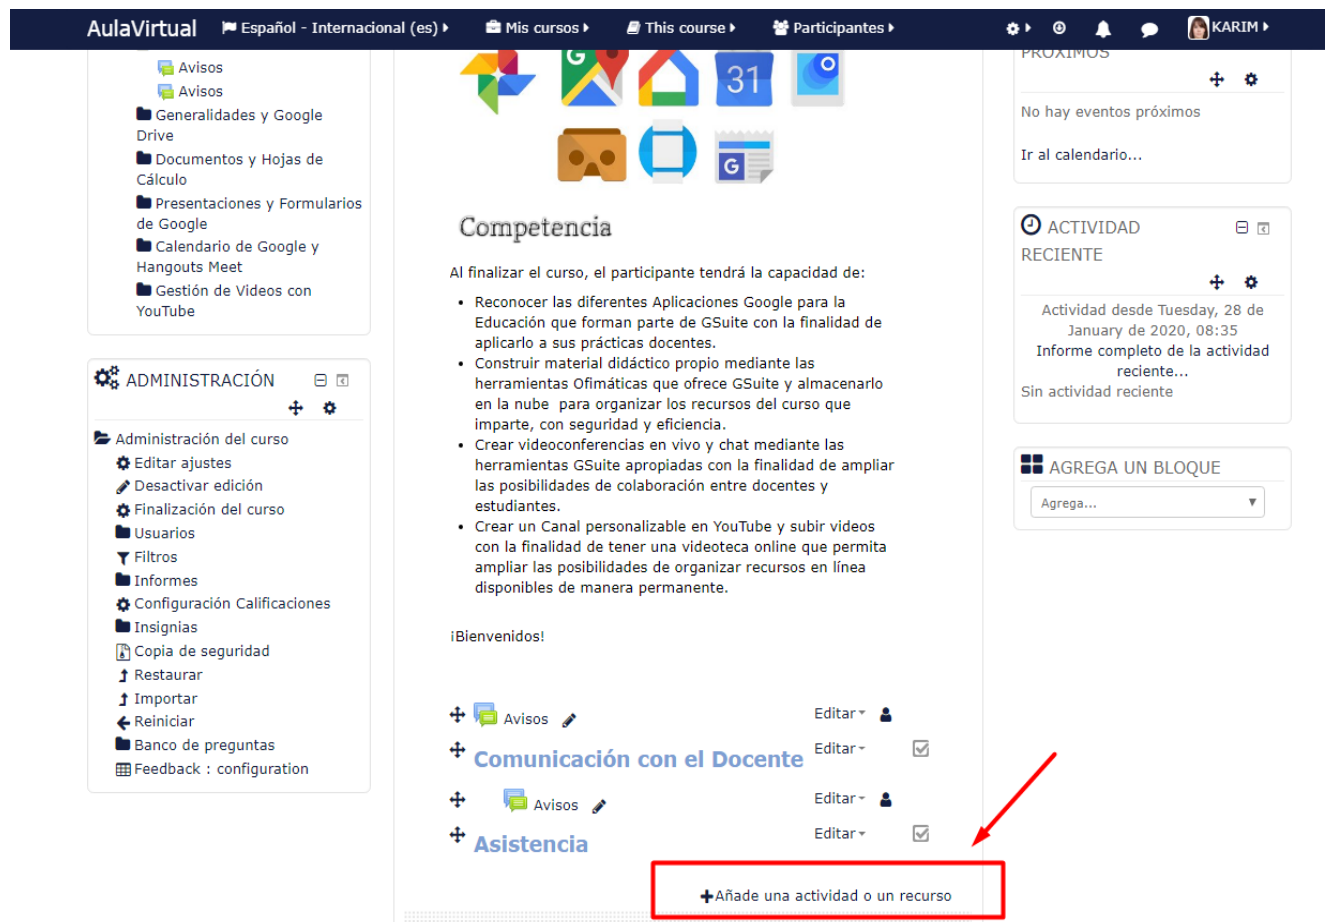 AulaVirtual Español - Internacional (es) Mis cursos This course Participantes KARIM
Avisos
Avisos
Generalidades y Google
Drive
Documentos y Hojas de
Cálculo
Presentaciones y Formularios
de Google
Calendario de Google y
Hangouts Meet
Gestión de Videos con
YouTube
ADMINISTRACIÓN
Administración del curso
Editar ajustes
Desactivar edición
Finalización del curso
Usuarios
Filtros
Informes
Configuración Calificaciones
Insignias
Copia de seguridad
Restaurar
Importar
Reiniciar
Banco de preguntas
Feedback : configuration
G
31
G
Competencia
Al finalizar el curso, el participante tendrá la capacidad de:
Reconocer las diferentes Aplicaciones Google para la
Educación que forman parte de GSuite con la finalidad de
aplicarlo a sus prácticas docentes.
Construir material didáctico propio mediante las
herramientas Ofimáticas que ofrece GSuite y almacenarlo
en la nube para organizar los recursos del curso que
imparte, con seguridad y eficiencia.
Crear videoconferencias en vivo y chat mediante las
herramientas GSuite apropiadas con la finalidad de ampliar
las posibilidades de colaboración entre docentes y
estudiantes.
Crear un Canal personalizable en YouTube y subir videos
con la finalidad de tener una videoteca online que permita
ampliar las posibilidades de organizar recursos en línea
disponibles de manera permanente.
¡Bienvenidos!
Avisos Editar
Comunicación con el Docente Editar
Avisos Editar
Asistencia Editar
Añade una actividad o un recurso
PRÓXIMOS
No hay eventos próximos
Ir al calendario...
ACTIVIDAD
RECIENTE
Actividad desde Tuesday, 28 de
January de 2020, 08:35
Informe completo de la actividad
reciente...
Sin actividad reciente
AGREGA UN BLOQUE
Agrega...